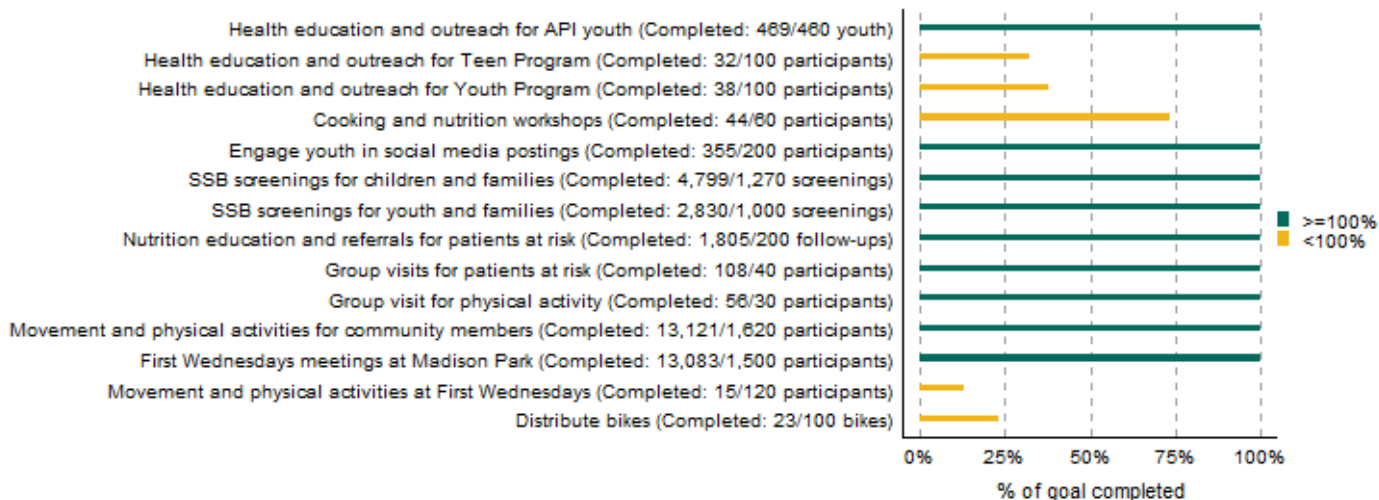 Health education and outreach for API youth (Completed: 469/460 youth)
Health education and outreach for Teen Program (Completed: 32/100 participants)
Health education and outreach for Youth Program (Completed: 38/100 participants)
Cooking and nutrition workshops (Completed: 44/60 participants)
Engage youth in social media postings (Completed: 355/200 participants)
SSB screenings for children and families (Completed: 4,799/1,270 screenings)
SSB screenings for youth and families (Completed: 2,830/1,000 screenings)
Nutrition education and referrals for patients at risk (Completed: 1,805/200 follow-ups)
Group visits for patients at risk (Completed: 108/40 participants)
Group visit for physical activity (Completed: 56/30 participants)
Movement and physical activities for community members (Completed: 13,121/1,620 participants)
First Wednesdays meetings at Madison Park (Completed: 13,083/1,500 participants)
Movement and physical activities at First Wednesdays (Completed: 15/120 participants)
Distribute bikes (Completed: 23/100 bikes)
>=100%
<100%
0% 25% 50% 75% 100%
% of goal completed